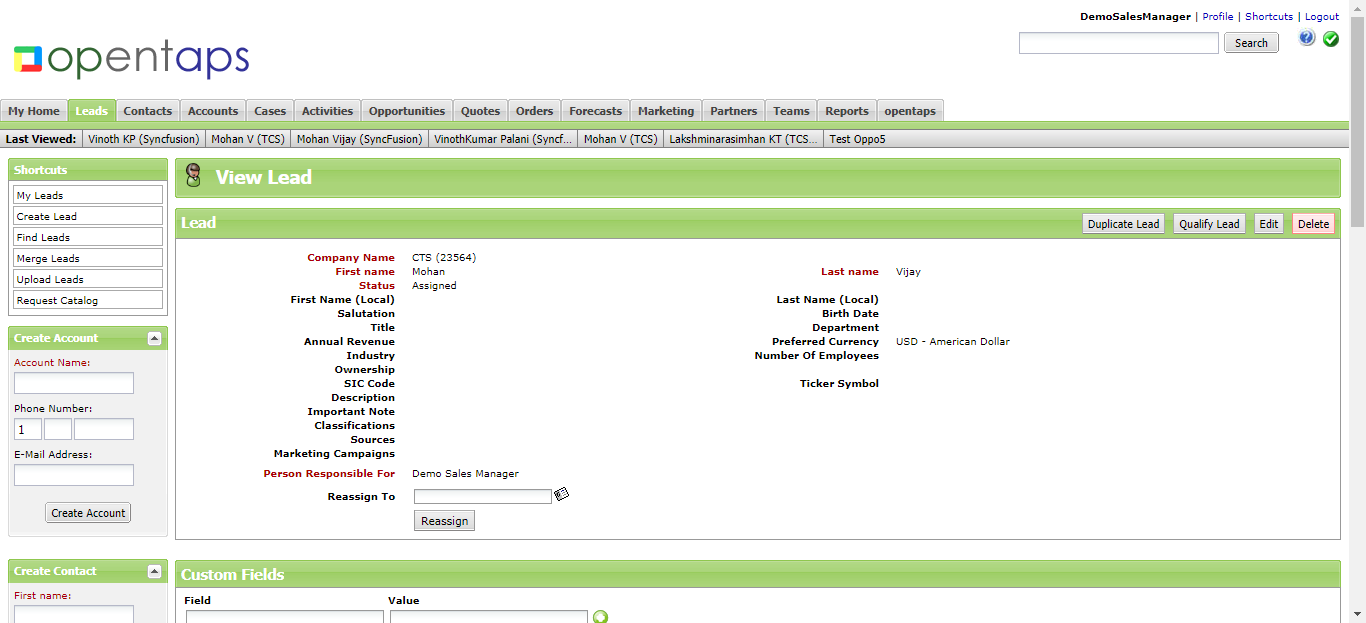 DemoSalesManager | Profile | Shortcuts | Logout
opentaps
Search
My Home Leads Contacts Accounts Cases Activities Opportunities Quotes Orders Forecasts Marketing Partners Teams Reports opentaps
Last Viewed: Vinoth KP (Syncfusion) Mohan V (TCS) Mohan Vijay (SyncFusion) VinothKumar Palani (Syncf... Mohan V (TCS) Lakshminarasimhan KT (TCS... Test Oppo5
Shortcuts
My Leads
Create Lead
Find Leads
Merge Leads
Upload Leads
Request Catalog
Create Account
Account Name:
Phone Number:
1
E-Mail Address:
Create Account
Create Contact
First name:
View Lead
Lead Duplicate Lead Qualify Lead Edit Delete
Company Name CTS (23564)
First name Mohan Last name Vijay
Status Assigned
First Name (Local) Last Name (Local)
Salutation Birth Date
Title Department
Annual Revenue Preferred Currency USD - American Dollar
Industry Number Of Employees
Ownership
SIC Code Ticker Symbol
Description
Important Note
Classifications
Sources
Marketing Campaigns
Person Responsible For Demo Sales Manager
Reassign To
Reassign
Custom Fields
Field Value